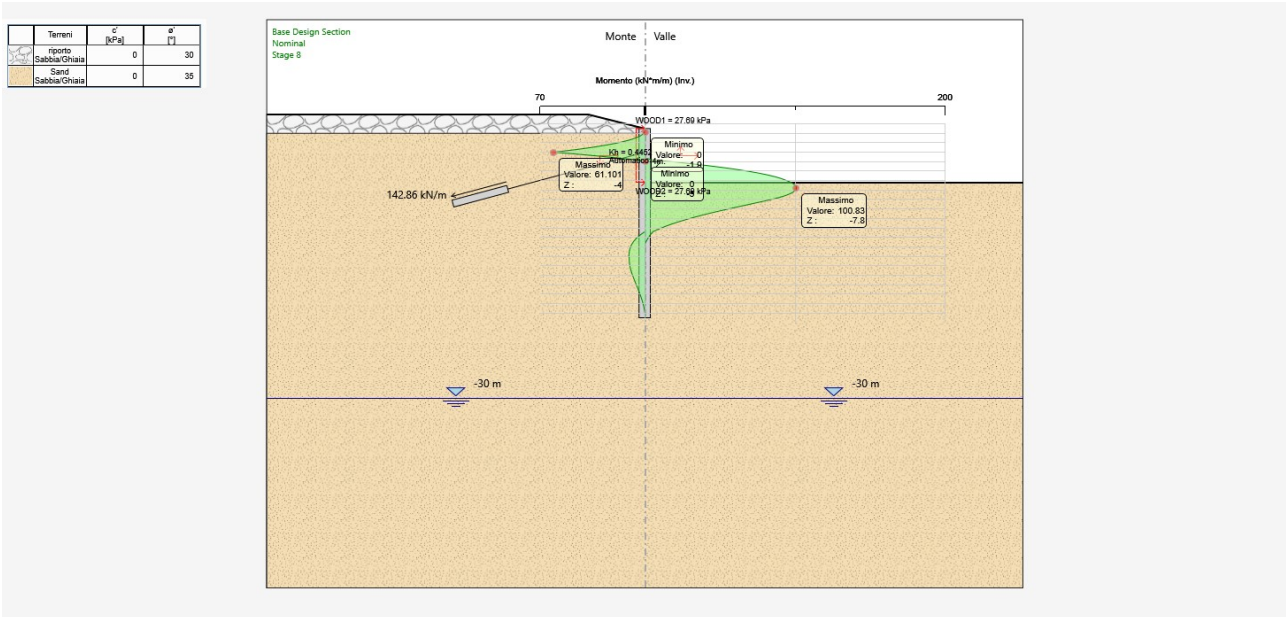 Terreni c' [kPa] ø' [°]
riporto Sabbia/Ghiaia 0 30
Sand Sabbia/Ghiaia 0 35
Base Design Section
Nominal
Stage 8
Monte Valle
Momento (kN*m/m) (Inv.)
70 200
WOOD1 = 27.69 kPa
Minimo
Valore: 0
-1.9
Kh = 0.4452
Massimo
Valore: 61.101
Z : -4
Minimo
Valore: 0
Z :
WOOD2 = 27.69 kPa
142.86 kN/m
Massimo
Valore: 100.83
Z : -7.8
-30 m -30 m